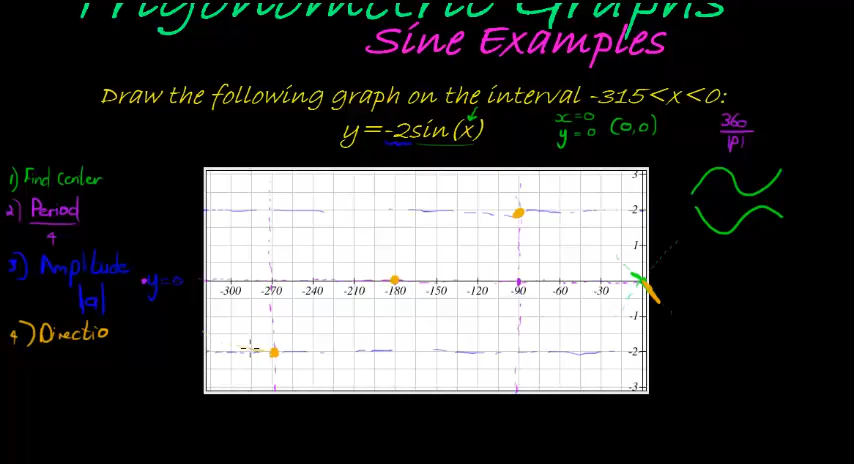 Trigonometric Graphs
Sine Examples
Draw the following graph on the interval -315<x<0:
y=-2sin(x)
x=0
y=0
(0,0)
360
|P|
1) Find Center
2) Period
4
3) Amplitude
|a|
4) Directio
y=0
3
2
1
-300 -270 -240 -210 -180 -150 -120 -90 -60 -30
-1
-2
-3